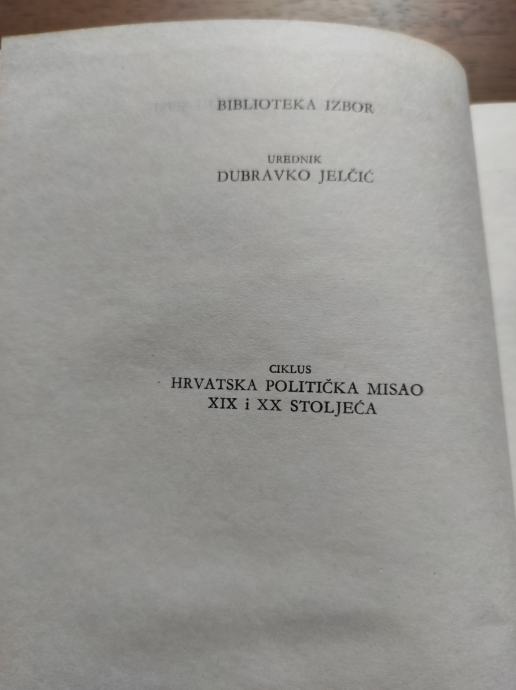 BIBLIOTEKA IZBOR
UREDNIK
DUBRAVKO JELČIĆ
CIKLUS
HRVATSKA POLITIČKA MISAO
XIX i XX STOLJEĆA